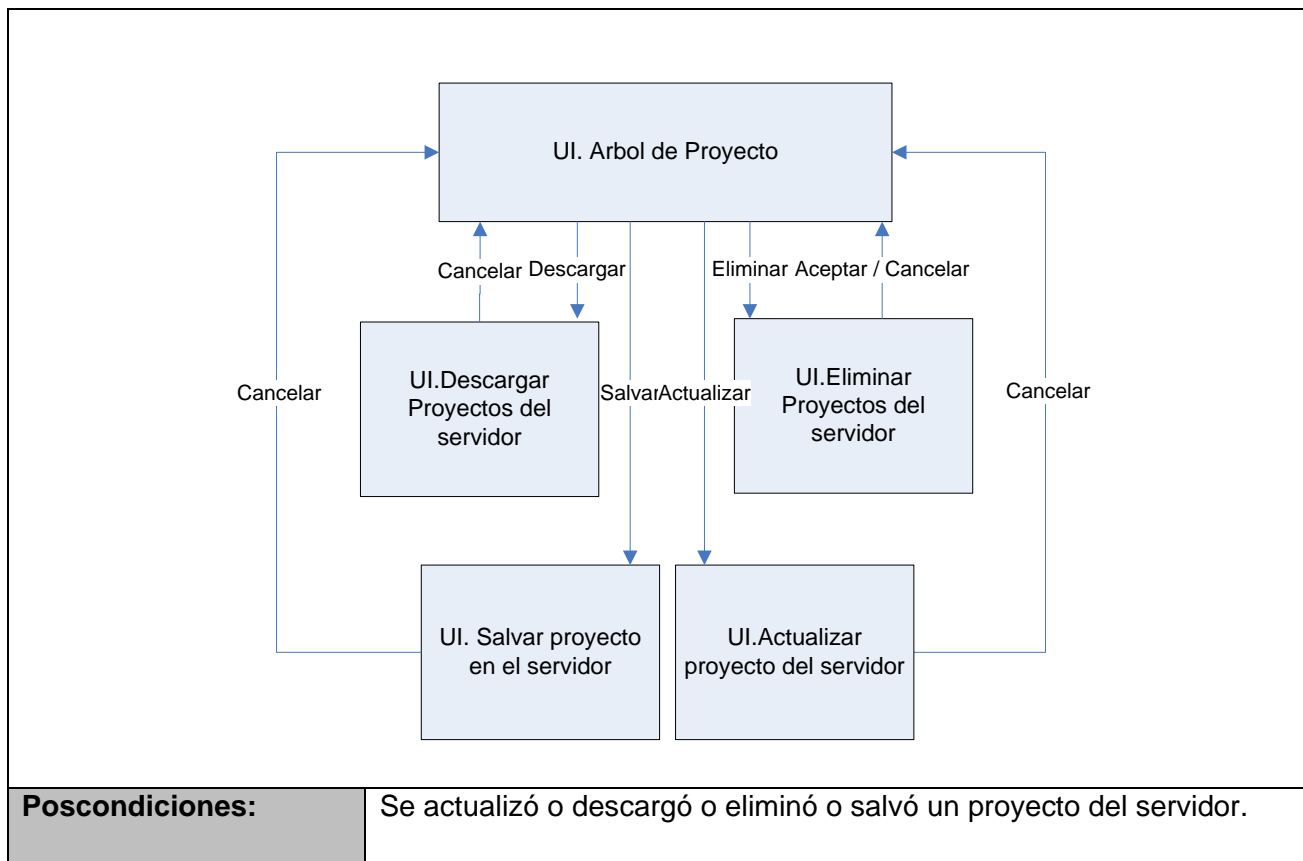 UI. Arbol de Proyecto
Cancelar
Descargar
Eliminar
Aceptar / Cancelar
UI.Descargar
Proyectos del
servidor
UI.Eliminar
Proyectos del
servidor
Cancelar
Salvar
Actualizar
Cancelar
UI. Salvar proyecto
en el servidor
UI.Actualizar
proyecto del servidor
Poscondiciones:
Se actualizó o descargó o eliminó o salvó un proyecto del servidor.